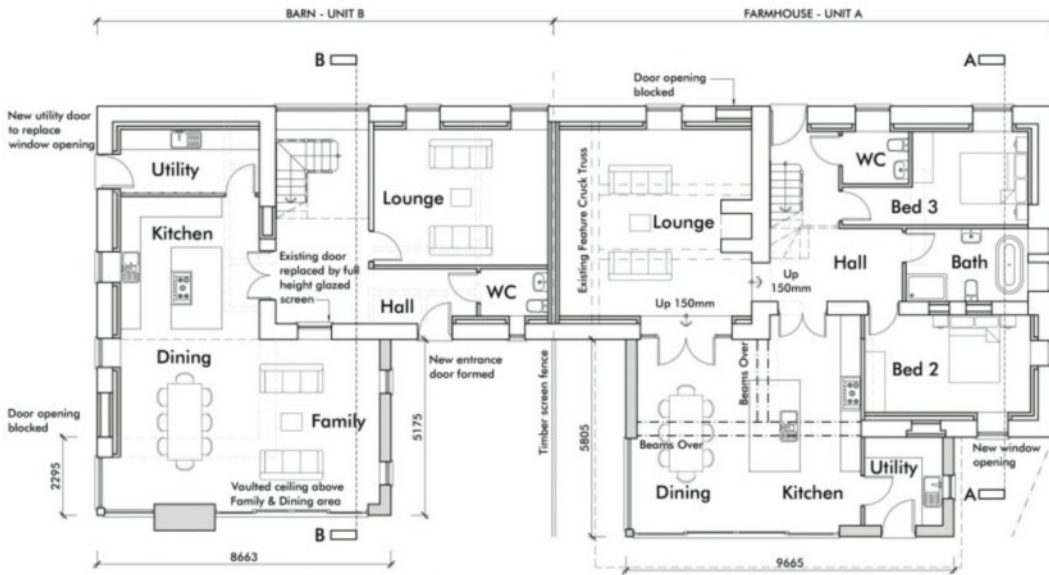 BARN - UNIT B
FARMHOUSE - UNIT A
B
A
Door opening
blocked
New utility door
to replace
window opening
Utility
Lounge
Existing Feature Cruck Truss
Lounge
WC
Bed 3
Kitchen
Existing door
replaced by full
height glazed
screen
Hall
WC
Up 150mm
Up
150mm
Hall
Bath
Dining
New entrance
door formed
Timber screen fence
Beams Over
Bed 2
Door opening
blocked
Family
5175
5805
Beams Over
New window
opening
2295
Vaulted ceiling above
Family & Dining area
Dining
Kitchen
Utility
A
B
8663
9665